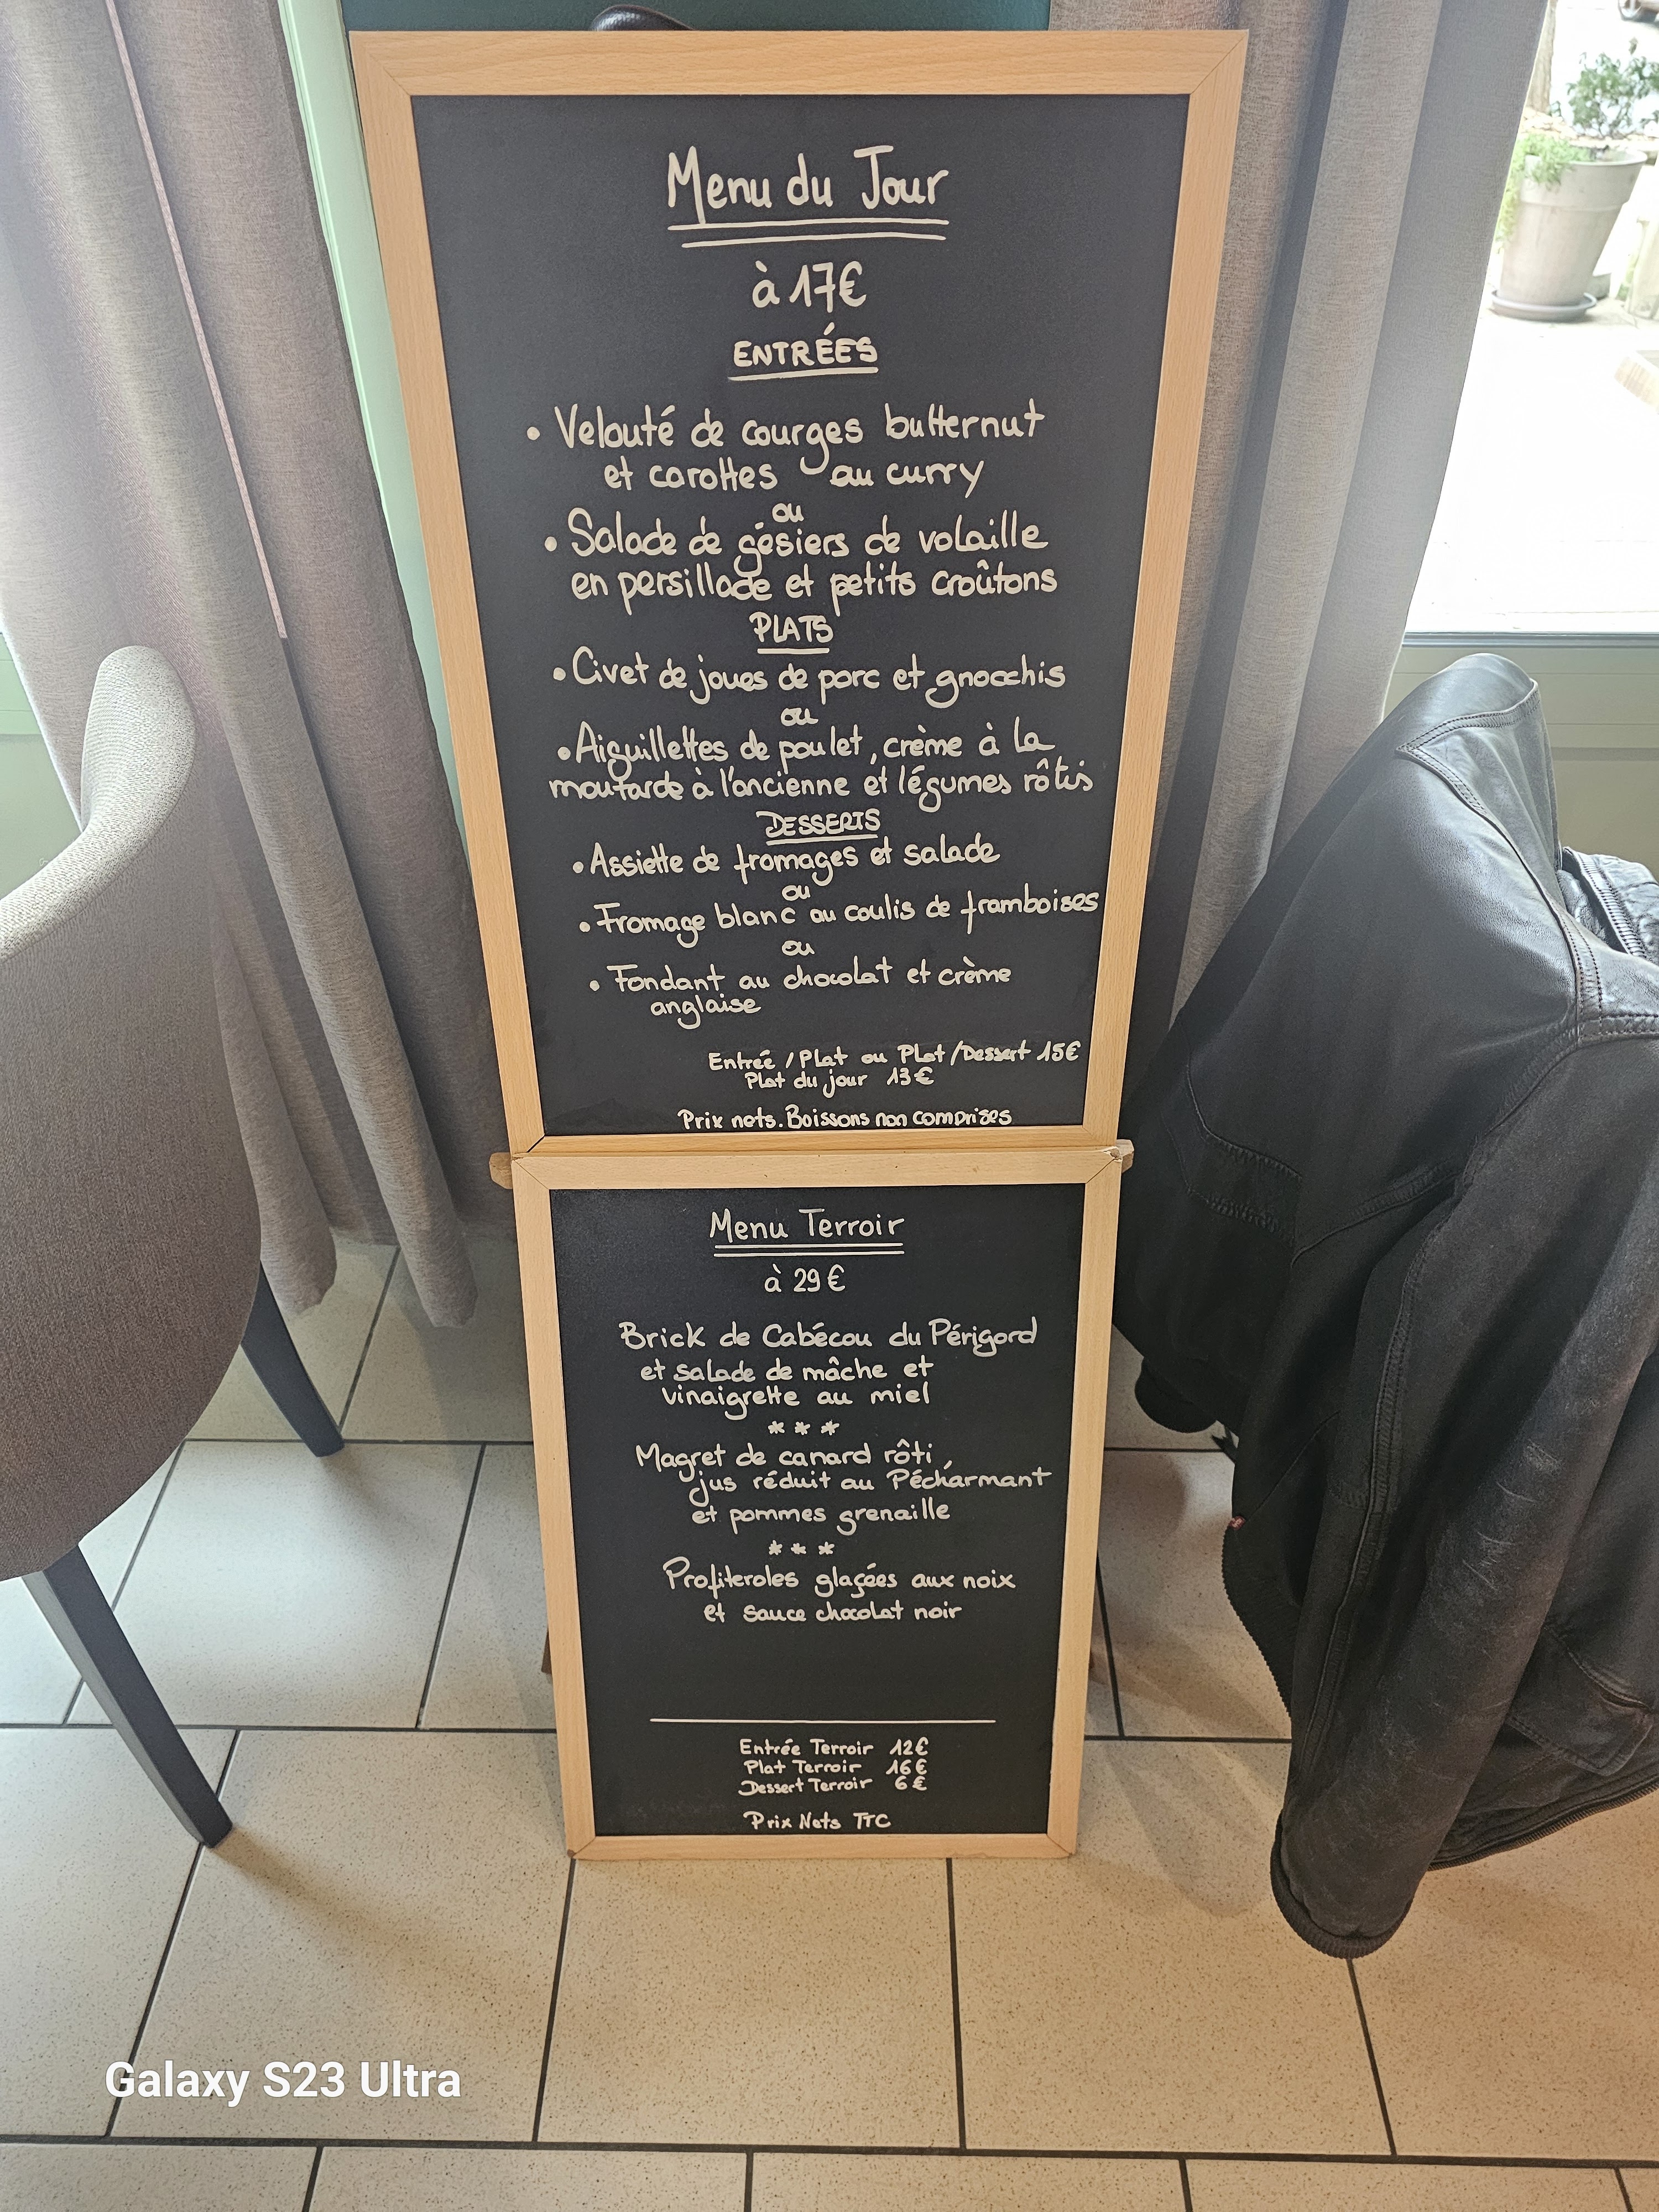 Menu du Jour
à 17€
ENTRÉES
• Velouté de courges butternut
et carottes au curry
ou
• Salade de gésiers de volaille
en persillade et petits croûtons
PLATS
• Civet de joues de porc et gnocchis
ou
• Aiguillettes de poulet, crème à la
moutarde à l'ancienne et légumes rôtis
DESSERTS
• Assiette de fromages et salade
ou
• Fromage blanc au coulis de framboises
ou
• Fondant au chocolat et crème
anglaise
Entrée / Plat ou Plat / Dessert 15€
Plat du jour 13€
Prix nets. Boissons non comprises
Menu Terroir
à 29€
Brick de Cabécou du Périgord
et salade de mâche et
vinaigrette au miel
***
Magret de canard rôti,
jus réduit au Pécharmant
et pommes grenaille
***
Profiteroles glaçées aux noix
et sauce chocolat noir
Entrée Terroir 12€
Plat Terroir 16€
Dessert Terroir 6€
Prix Nets TTC
Galaxy S23 Ultra